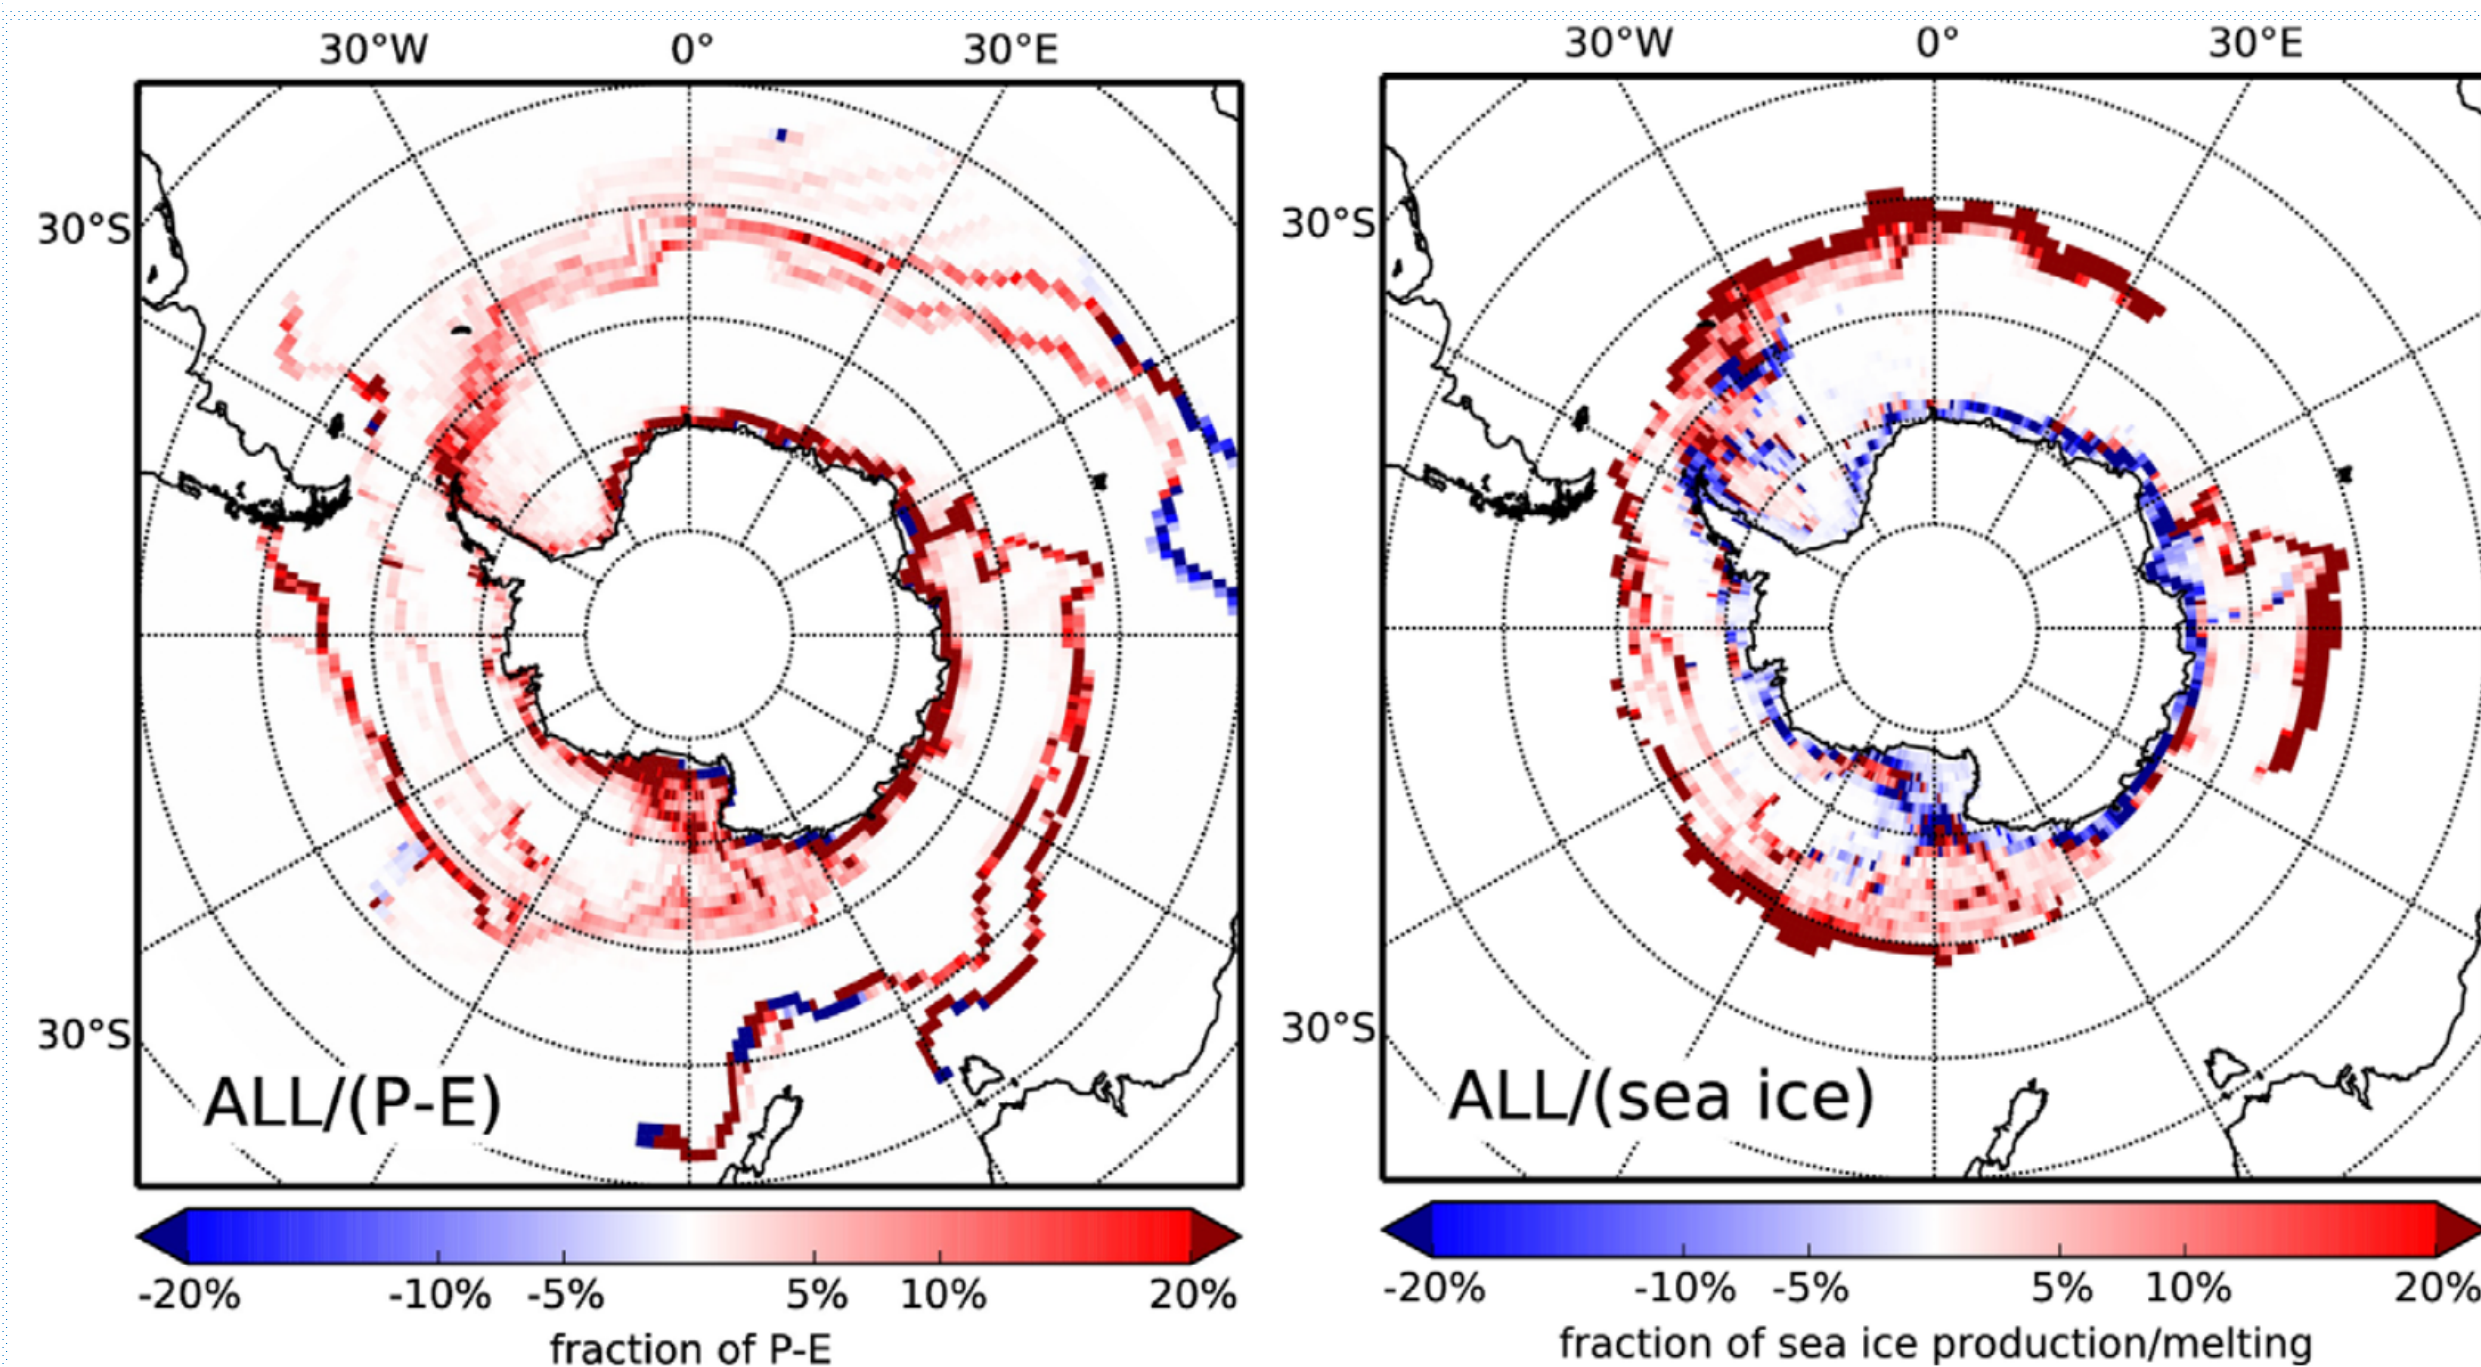 30°W 0° 30°E
30°S
30°S
ALL/(P-E)
-20% -10% -5% 5% 10% 20%
fraction of P-E
30°W 0° 30°E
30°S
30°S
ALL/(sea ice)
-20% -10% -5% 5% 10% 20%
fraction of sea ice production/melting